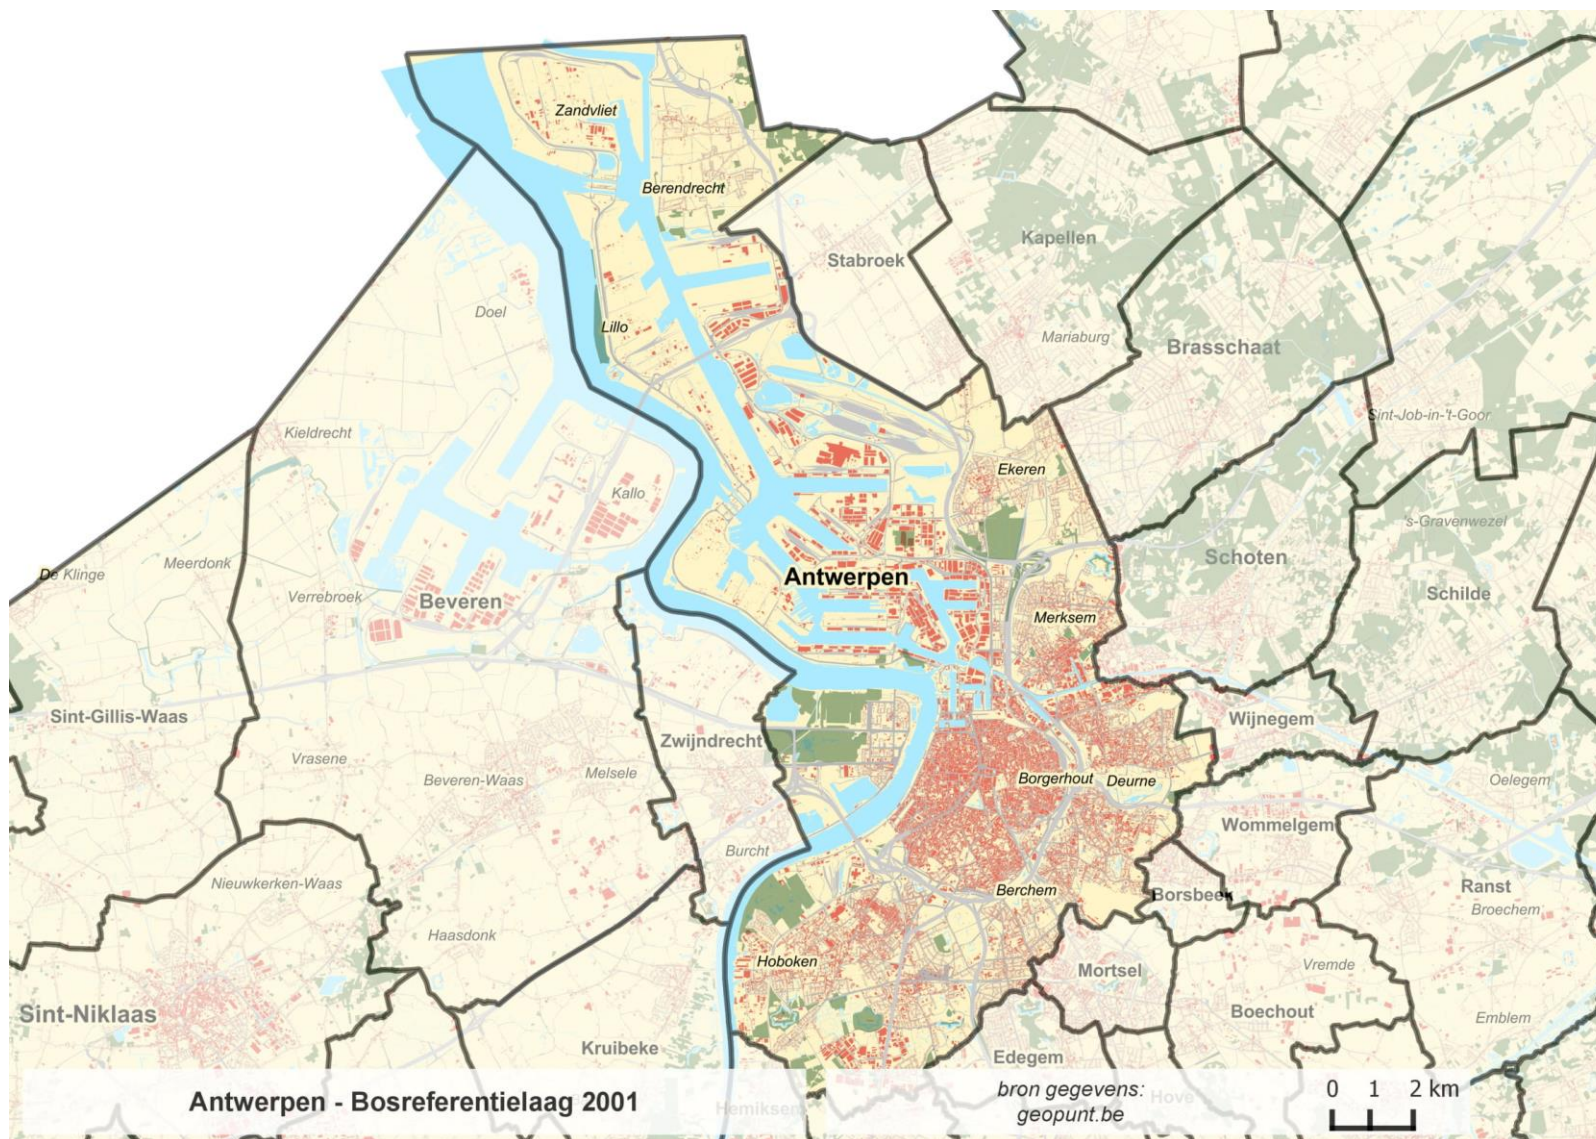 Zandvliet
Berendrecht
Kapellen
Stabroek
Doel
Lillo
Mariaburg
Brasschaat
Sint-Job-in-'t-Goor
Kieldrecht
Ekeren
Kallo
's-Gravenwezel
Schoten
Meerdonk
De Klinge
Antwerpen
Verrebroek
Beveren
Schilde
Merksem
Sint-Gillis-Waas
Wijnegem
Zwijndrecht
Vrasene
Melsele
Beveren-Waas
Borgerhout
Deurne
Oelegem
Wommelgem
Burcht
Nieuwkerken-Waas
Berchem
Borsbeek
Ranst
Broechem
Haasdonk
Hoboken
Mortsel
Vremde
Sint-Niklaas
Boechout
Emblem
Kruibeke
Edegem
Antwerpen - Bosreferentielaag 2001
Hemiksem
bron gegevens:
geopunt.be
Hove
0 1 2 km